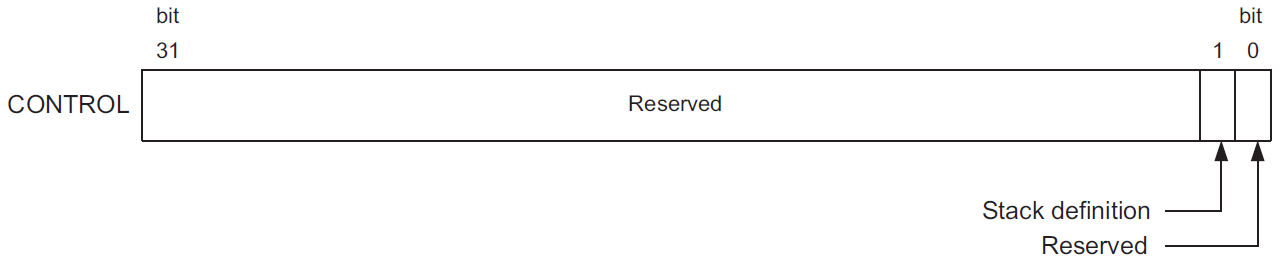 bit bit
31 1 0
CONTROL Reserved
Stack definition
Reserved